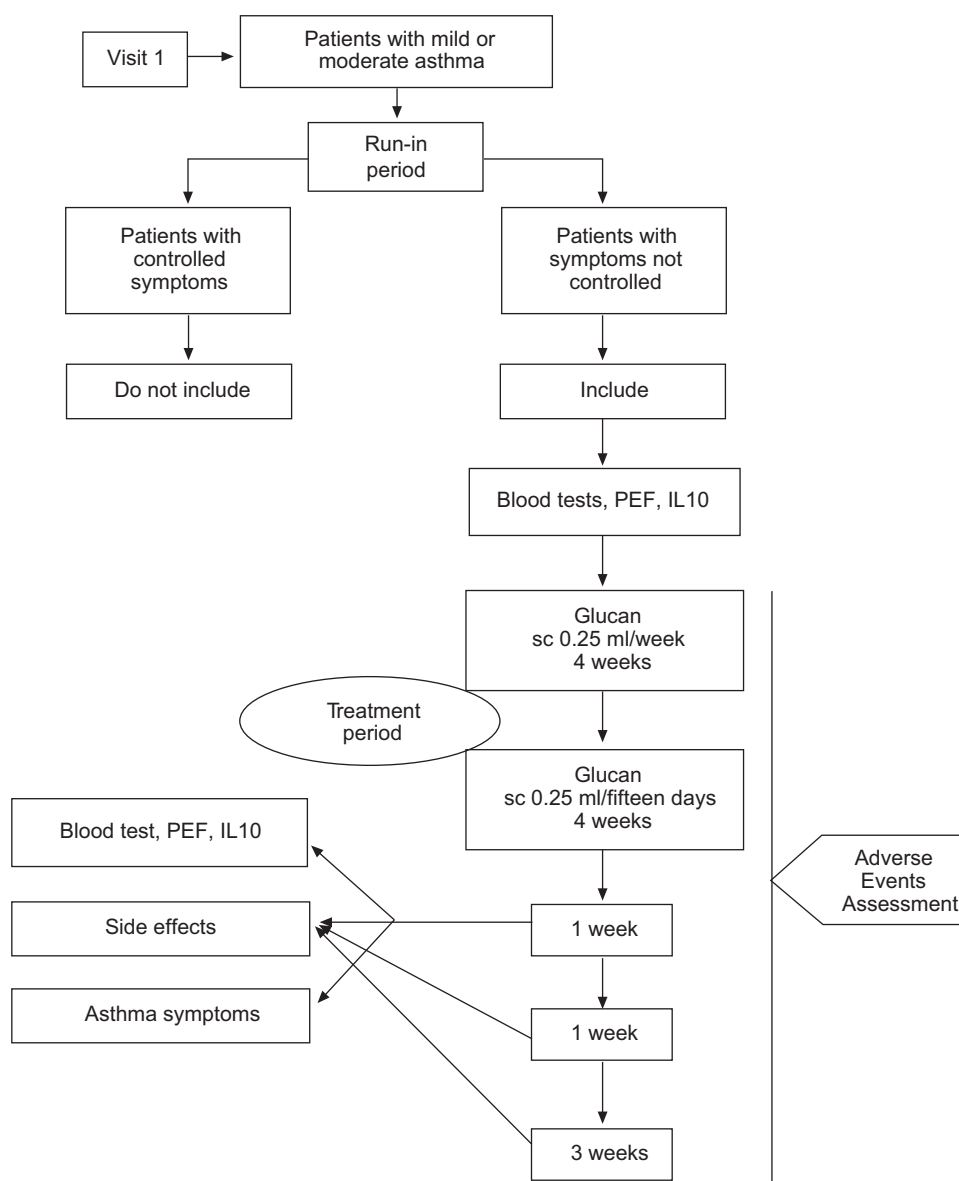 Visit 1
Patients with mild or
moderate asthma
Run-in
period
Patients with
controlled
symptoms
Patients with
symptoms not
controlled
Do not include
Include
Blood tests, PEF, IL10
Glucan
sc 0.25 ml/week
4 weeks
Treatment
period
Glucan
sc 0.25 ml/fifteen days
4 weeks
Blood test, PEF, IL10
Adverse
Events
Assessment
Side effects
1 week
Asthma symptoms
1 week
3 weeks